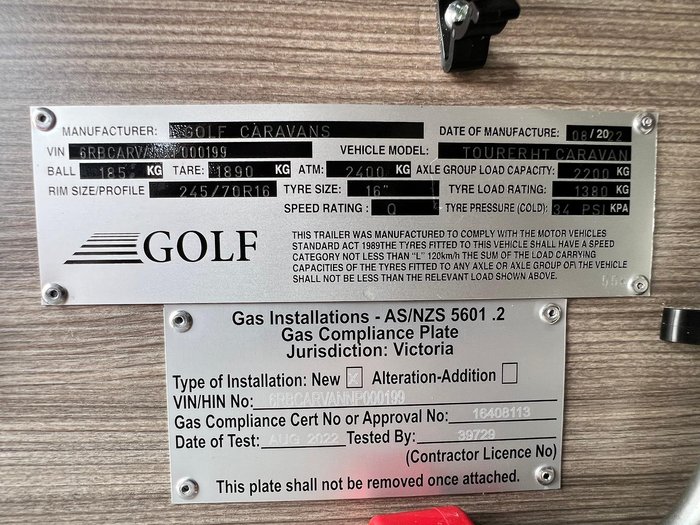 MANUFACTURER: GOLF CARAVANS DATE OF MANUFACTURE: 08/2022
VIN 6RBCARVANNP000199 VEHICLE MODEL: TOURERHT CARAVAN
BALL 185 KG TARE: 1890 KG ATM: 2400 KG AXLE GROUP LOAD CAPACITY: 2200 KG
RIM SIZE/PROFILE 245/70R16 TYRE SIZE: 16" TYRE LOAD RATING: 1380 KG
SPEED RATING: Q TYRE PRESSURE (COLD): 34 PSI KPA
GOLF
THIS TRAILER WAS MANUFACTURED TO COMPLY WITH THE MOTOR VEHICLES
STANDARD ACT 1989THE TYRES FITTED TO THIS VEHICLE SHALL HAVE A SPEED
CATEGORY NOT LESS THAN "L" 120km/h THE SUM OF THE LOAD CARRYING
CAPACITIES OF THE TYRES FITTED TO ANY AXLE OR AXLE GROUP OF THE VEHICLE
SHALL NOT BE LESS THAN THE RELEVANT LOAD SHOWN ABOVE.
Gas Installations - AS/NZS 5601 .2
Gas Compliance Plate
Jurisdiction: Victoria
Type of Installation: New X Alteration-Addition
VIN/HIN No: 6RBCARVANNP000199
Gas Compliance Cert No or Approval No: 16408113
Date of Test: AUG 2022 Tested By: 39729
(Contractor Licence No)
This plate shall not be removed once attached.